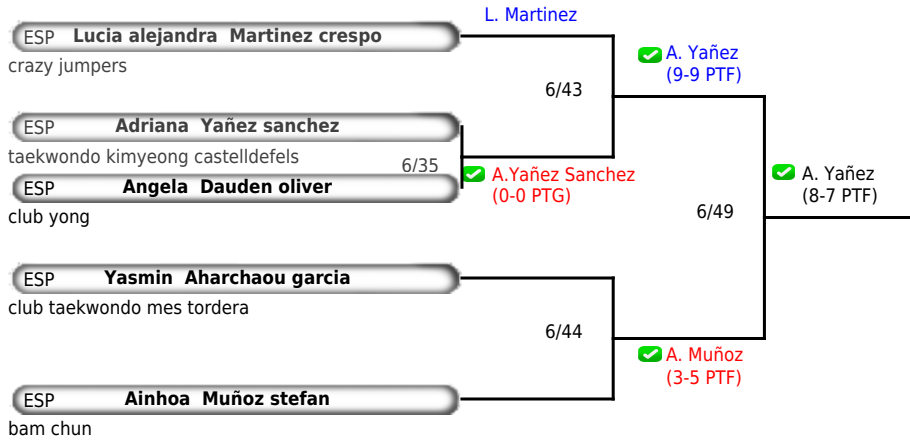 L. Martinez
ESP Lucia alejandra Martinez crespo
crazy jumpers
A. Yañez
(9-9 PTF)
6/43
ESP Adriana Yañez sanchez
taekwondo kimyeong castelldefels
6/35
A.Yañez Sanchez
(0-0 PTG)
ESP Angela Dauden oliver
club yong
A. Yañez
(8-7 PTF)
6/49
ESP Yasmin Aharchaou garcia
club taekwondo mes tordera
6/44
A. Muñoz
(3-5 PTF)
ESP Ainhoa Muñoz stefan
bam chun